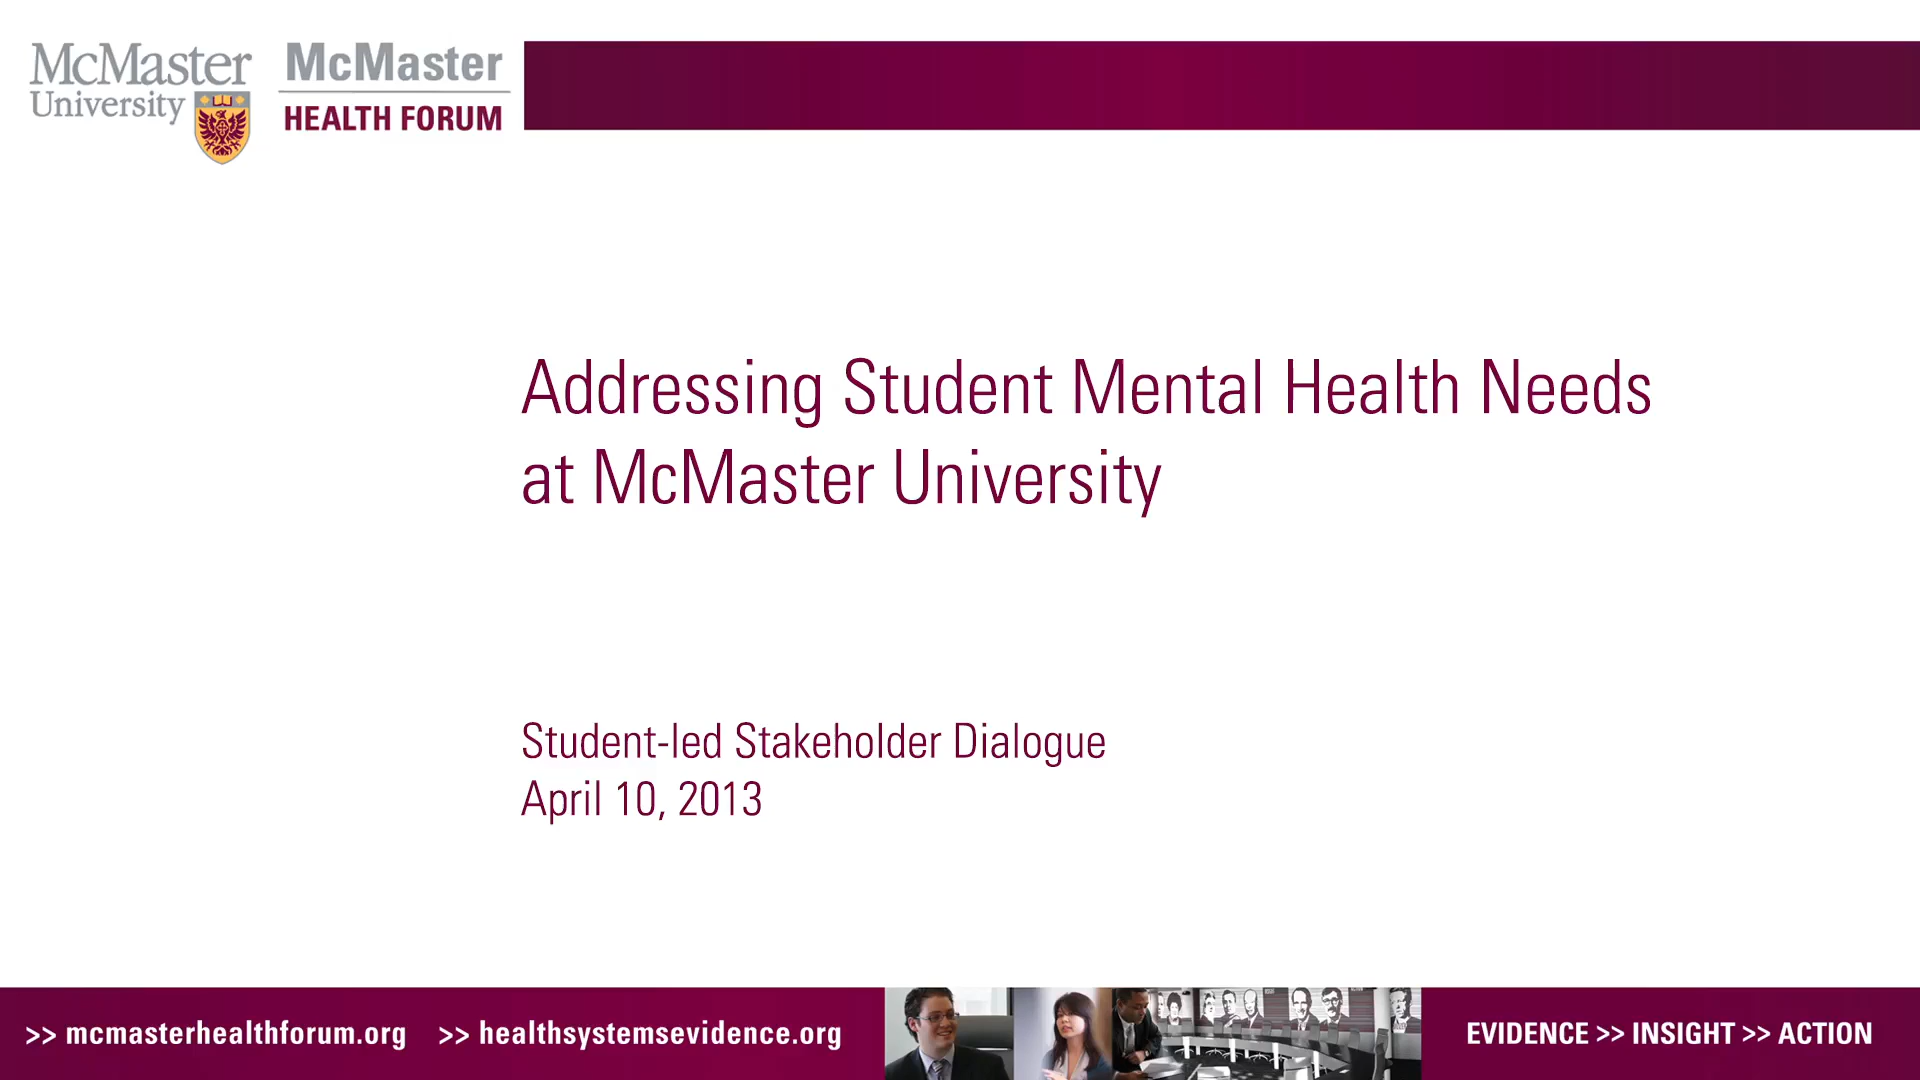 McMaster
University
McMaster
HEALTH FORUM
Addressing Student Mental Health Needs
at McMaster University
Student-led Stakeholder Dialogue
April 10, 2013
>> mcmasterhealthforum.org >> healthsystemsevidence.org
EVIDENCE >> INSIGHT >> ACTION